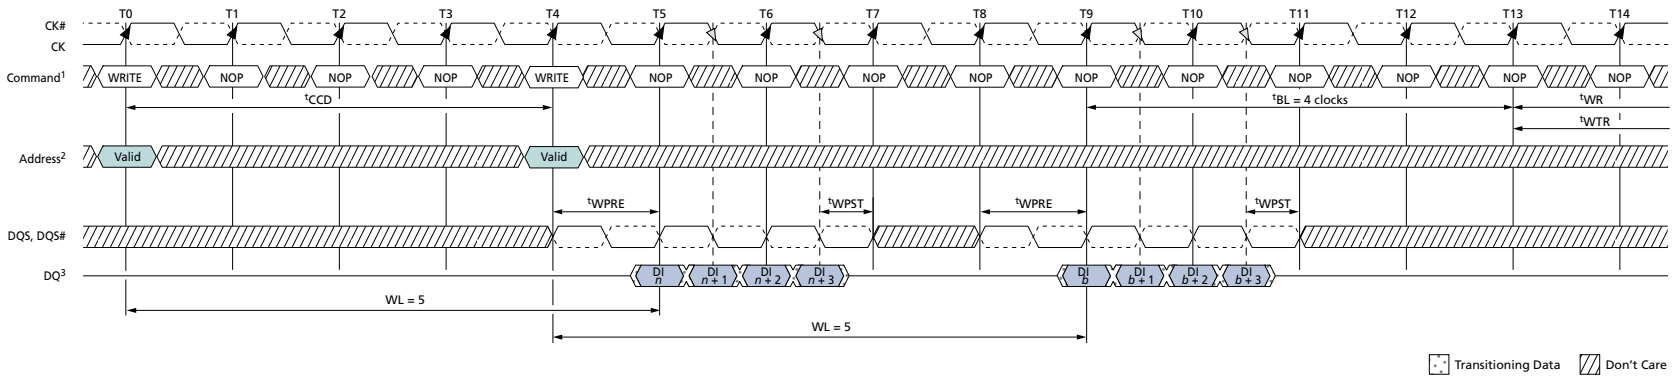 T0 T1 T2 T3 T4 T5 T6 T7 T8 T9 T10 T11 T12 T13 T14
CK#
CK
Command1 WRITE NOP NOP NOP WRITE NOP NOP NOP NOP NOP NOP NOP NOP NOP NOP
tCCD tBL = 4 clocks tWR
tWTR
Address2 Valid Valid
tWPRE tWPST tWPRE tWPST
DQS, DQS#
DQ3 DI n DI n + 1 DI n + 2 DI n + 3 DI b DI b + 1 DI b + 2 DI b + 3
WL = 5
WL = 5
Transitioning Data Don't Care